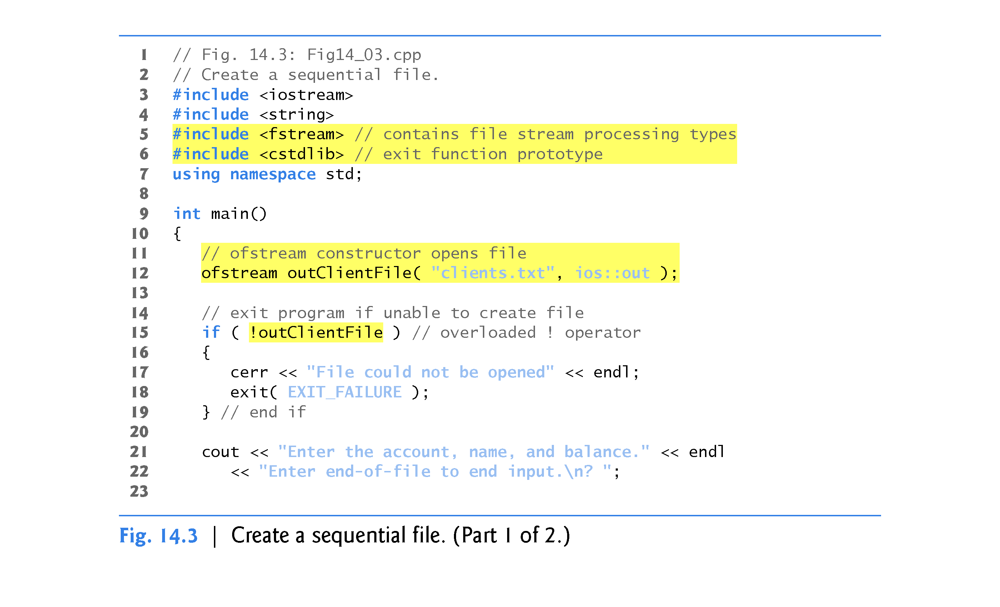 1 // Fig. 14.3: Fig14_03.cpp
2 // Create a sequential file.
3 #include <iostream>
4 #include <string>
5 #include <fstream> // contains file stream processing types
6 #include <cstdlib> // exit function prototype
7 using namespace std;
8
9 int main()
10 {
11 // ofstream constructor opens file
12 ofstream outClientFile( "clients.txt", ios::out );
13
14 // exit program if unable to create file
15 if ( !outClientFile ) // overloaded ! operator
16 {
17 cerr << "File could not be opened" << endl;
18 exit( EXIT_FAILURE );
19 } // end if
20
21 cout << "Enter the account, name, and balance." << endl
22 << "Enter end-of-file to end input.\n? ";
23
Fig. 14.3 | Create a sequential file. (Part 1 of 2.)